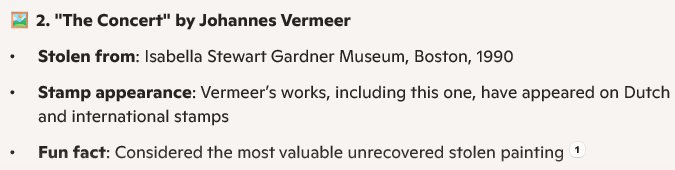 🖼️ 2. "The Concert" by Johannes Vermeer
• Stolen from: Isabella Stewart Gardner Museum, Boston, 1990
• Stamp appearance: Vermeer’s works, including this one, have appeared on Dutch
and international stamps
• Fun fact: Considered the most valuable unrecovered stolen painting 1